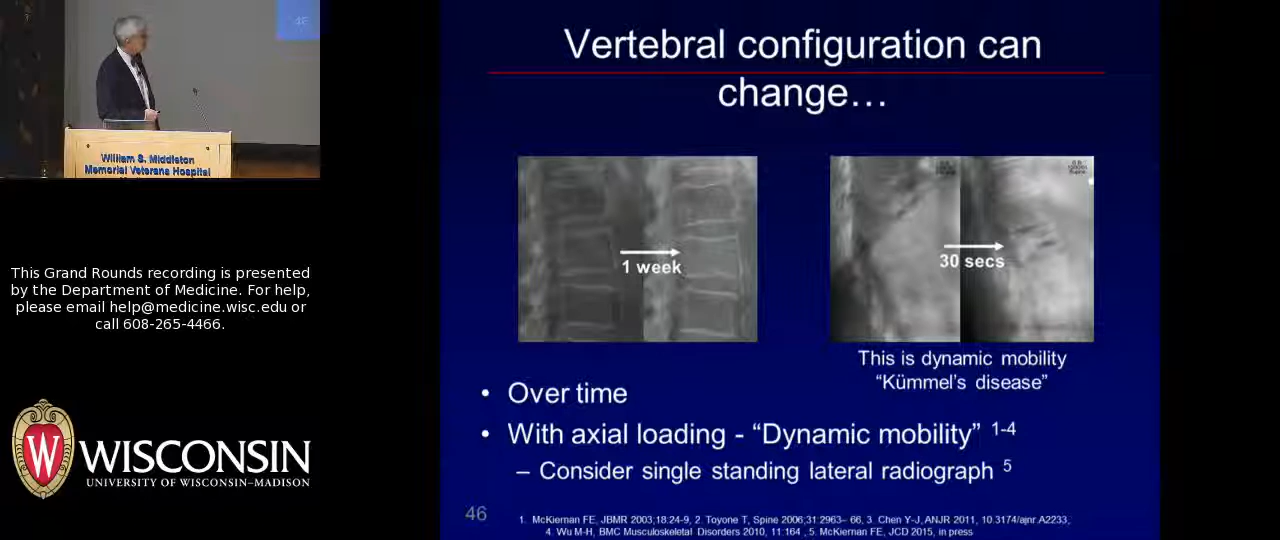 46
William S. Middleton
Memorial Veterans Hospital
This Grand Rounds recording is presented
by the Department of Medicine. For help,
please email help@medicine.wisc.edu or
call 608-265-4466.
W
WISCONSIN
UNIVERSITY OF WISCONSIN–MADISON
Vertebral configuration can
change…
1 week
30 secs
This is dynamic mobility
“Kümmel’s disease”
• Over time
• With axial loading - “Dynamic mobility” 1-4
– Consider single standing lateral radiograph 5
46
1. McKiernan FE, JBMR 2003;18:24-9, 2. Toyone T, Spine 2006;31:2963– 66, 3. Chen Y-J, ANJR 2011, 10.3174/ajnr.A2233,
4. Wu M-H, BMC Musculoskeletal Disorders 2010, 11:164 , 5. McKiernan FE, JCD 2015, in press